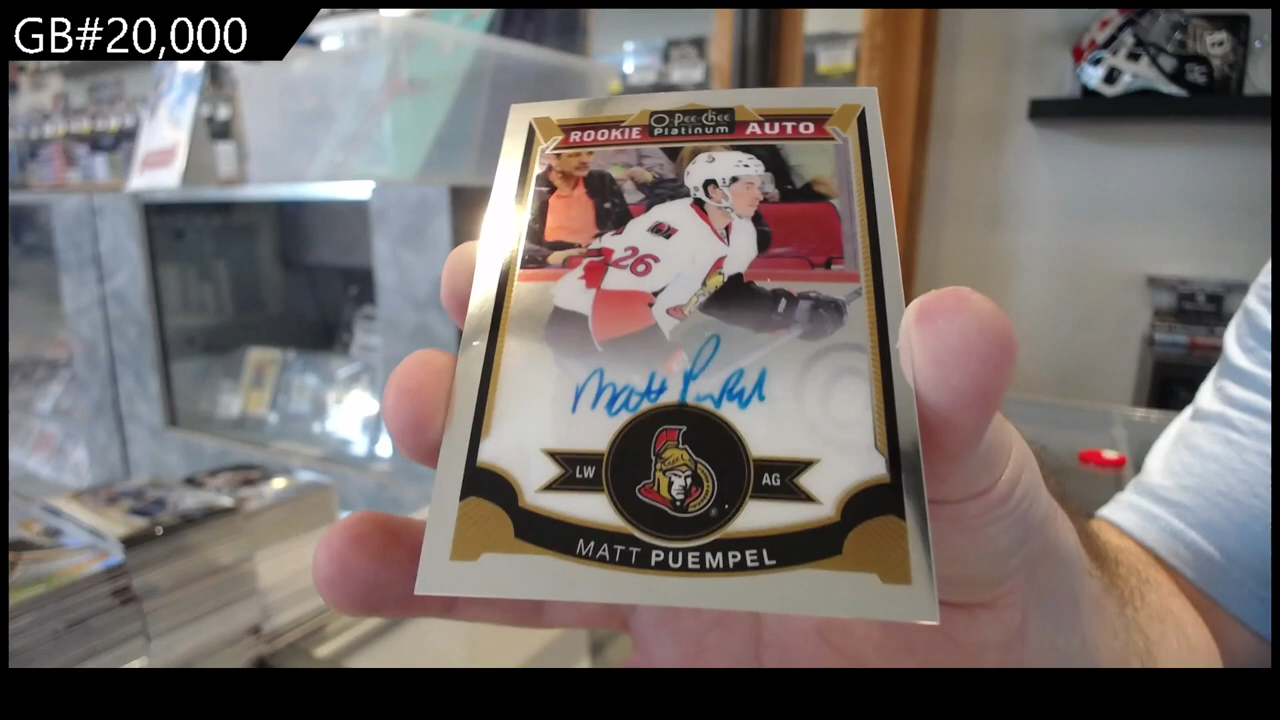 GB#20,000
ROOKIE O-Pee-Chee Platinum AUTO
26
Matt Puempel
LW AG
MATT PUEMPEL